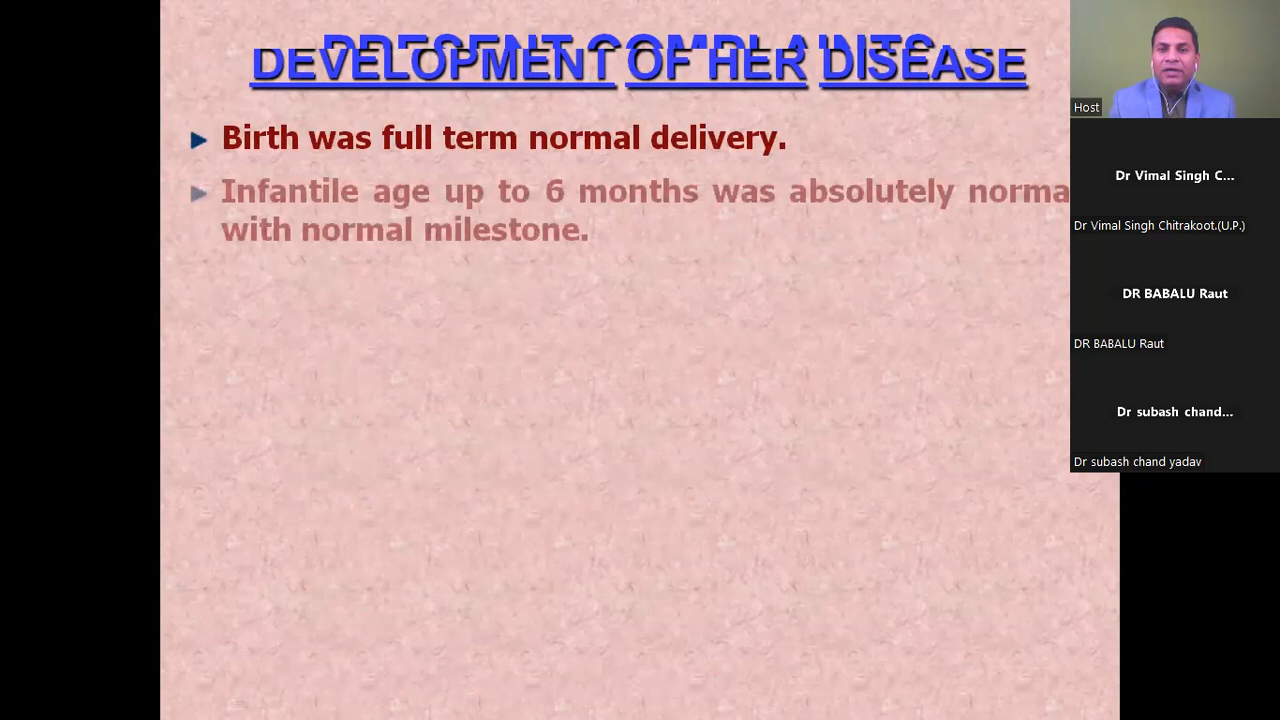 DEVELOPMENT OF HER DISEASE
Birth was full term normal delivery.
Infantile age up to 6 months was absolutely norma
with normal milestone.
Host
Dr Vimal Singh C...
Dr Vimal Singh Chitrakoot.(U.P.)
DR BABALU Raut
DR BABALU Raut
Dr subash chand...
Dr subash chand yadav